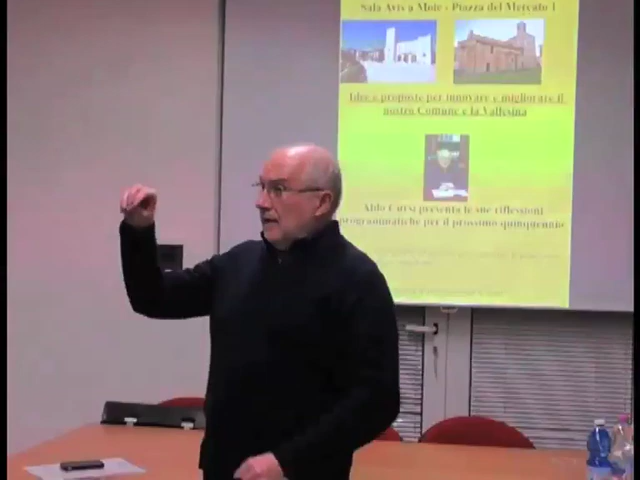 Sala Avis a Moie - Piazza del Mercato 1
Idee e proposte per innovare e migliorare il
nostro Comune e la Vallesina
Aldo Cursi presenta le sue riflessioni
programmatiche per il prossimo quinquennio